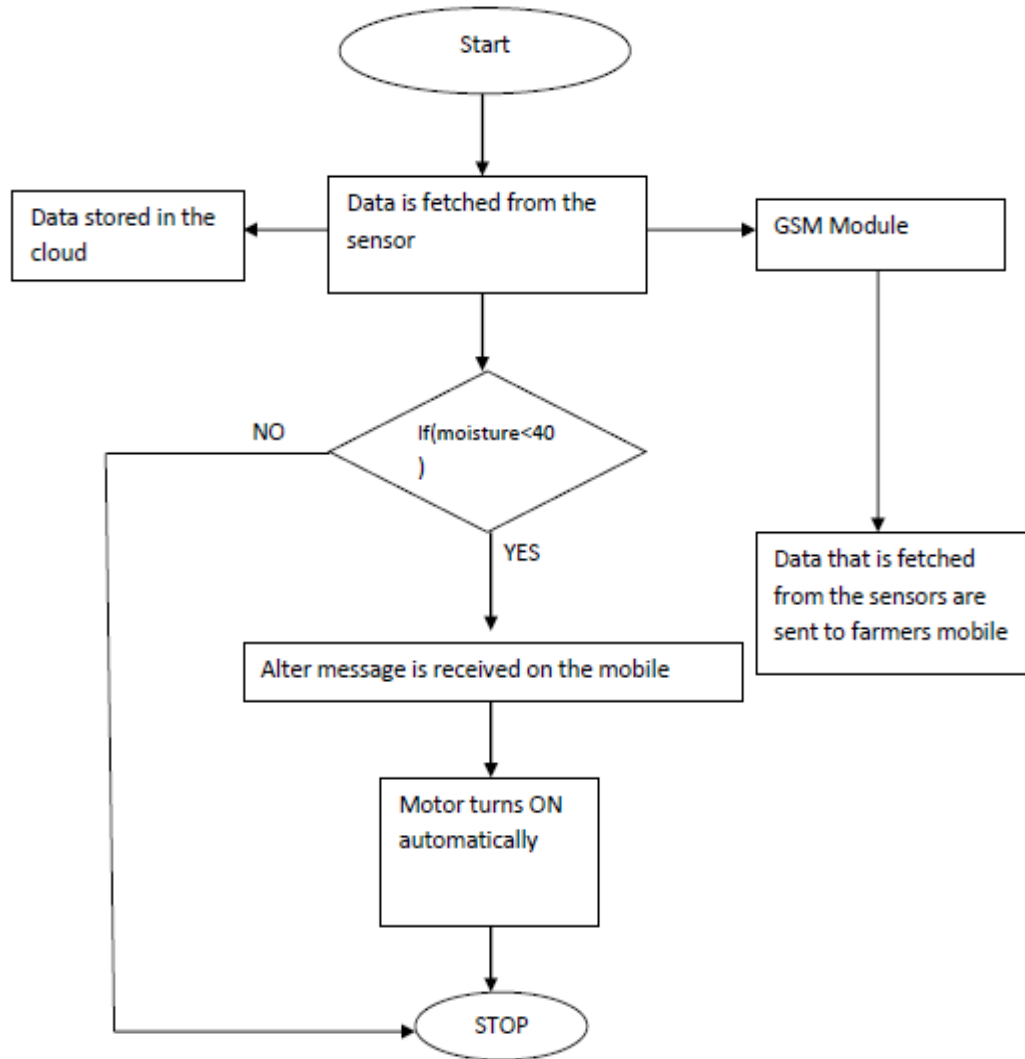 Start
Data stored in the
cloud
Data is fetched from the
sensor
GSM Module
NO
If(moisture<40
)
YES
Data that is fetched
from the sensors are
sent to farmers mobile
Alter message is received on the mobile
Motor turns ON
automatically
STOP